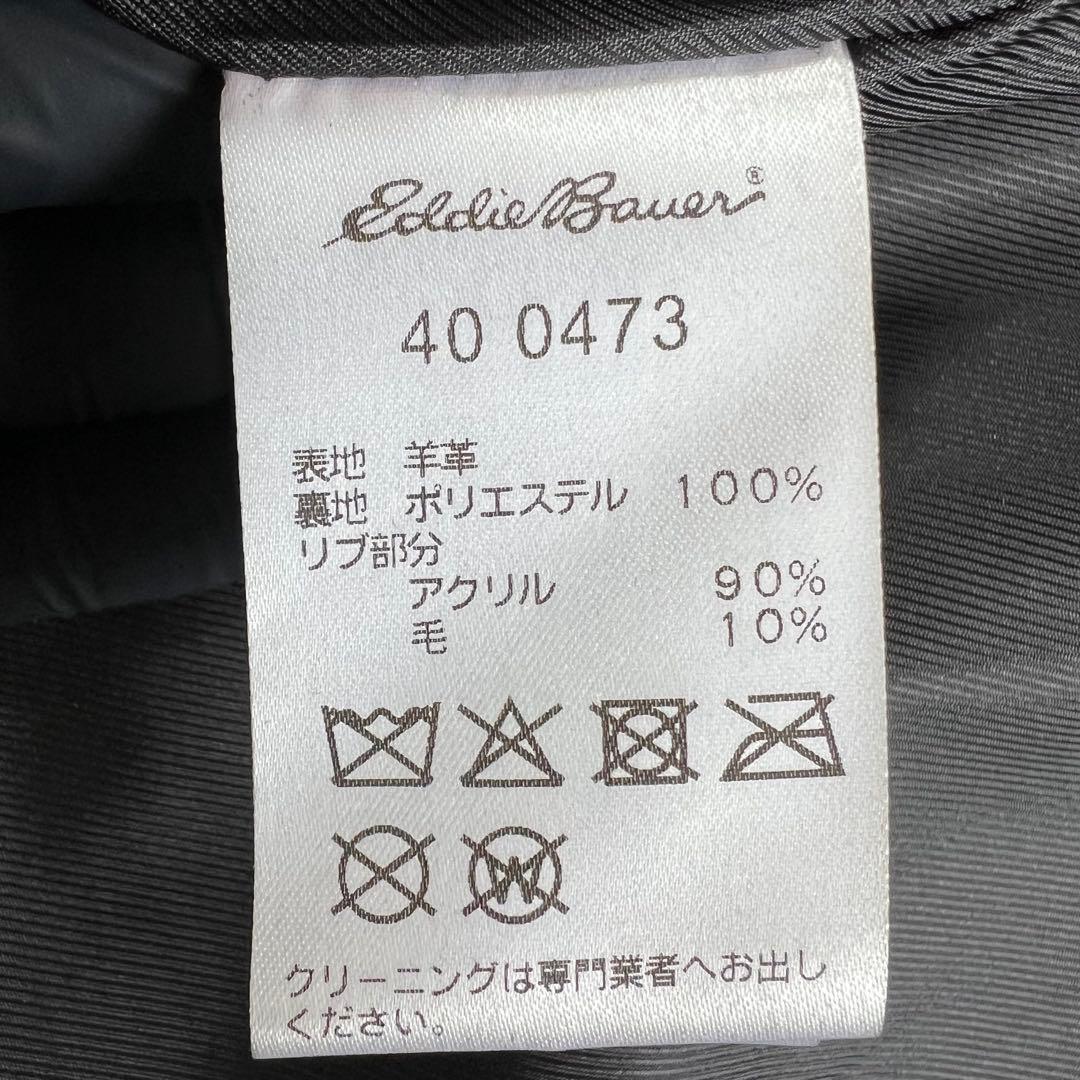 Eddie Bauer®
40 0473
表地 羊革
裏地 ポリエステル 100%
リブ部分
アクリル 90%
毛 10%
W
クリーニングは専門業者へお出し
ください。